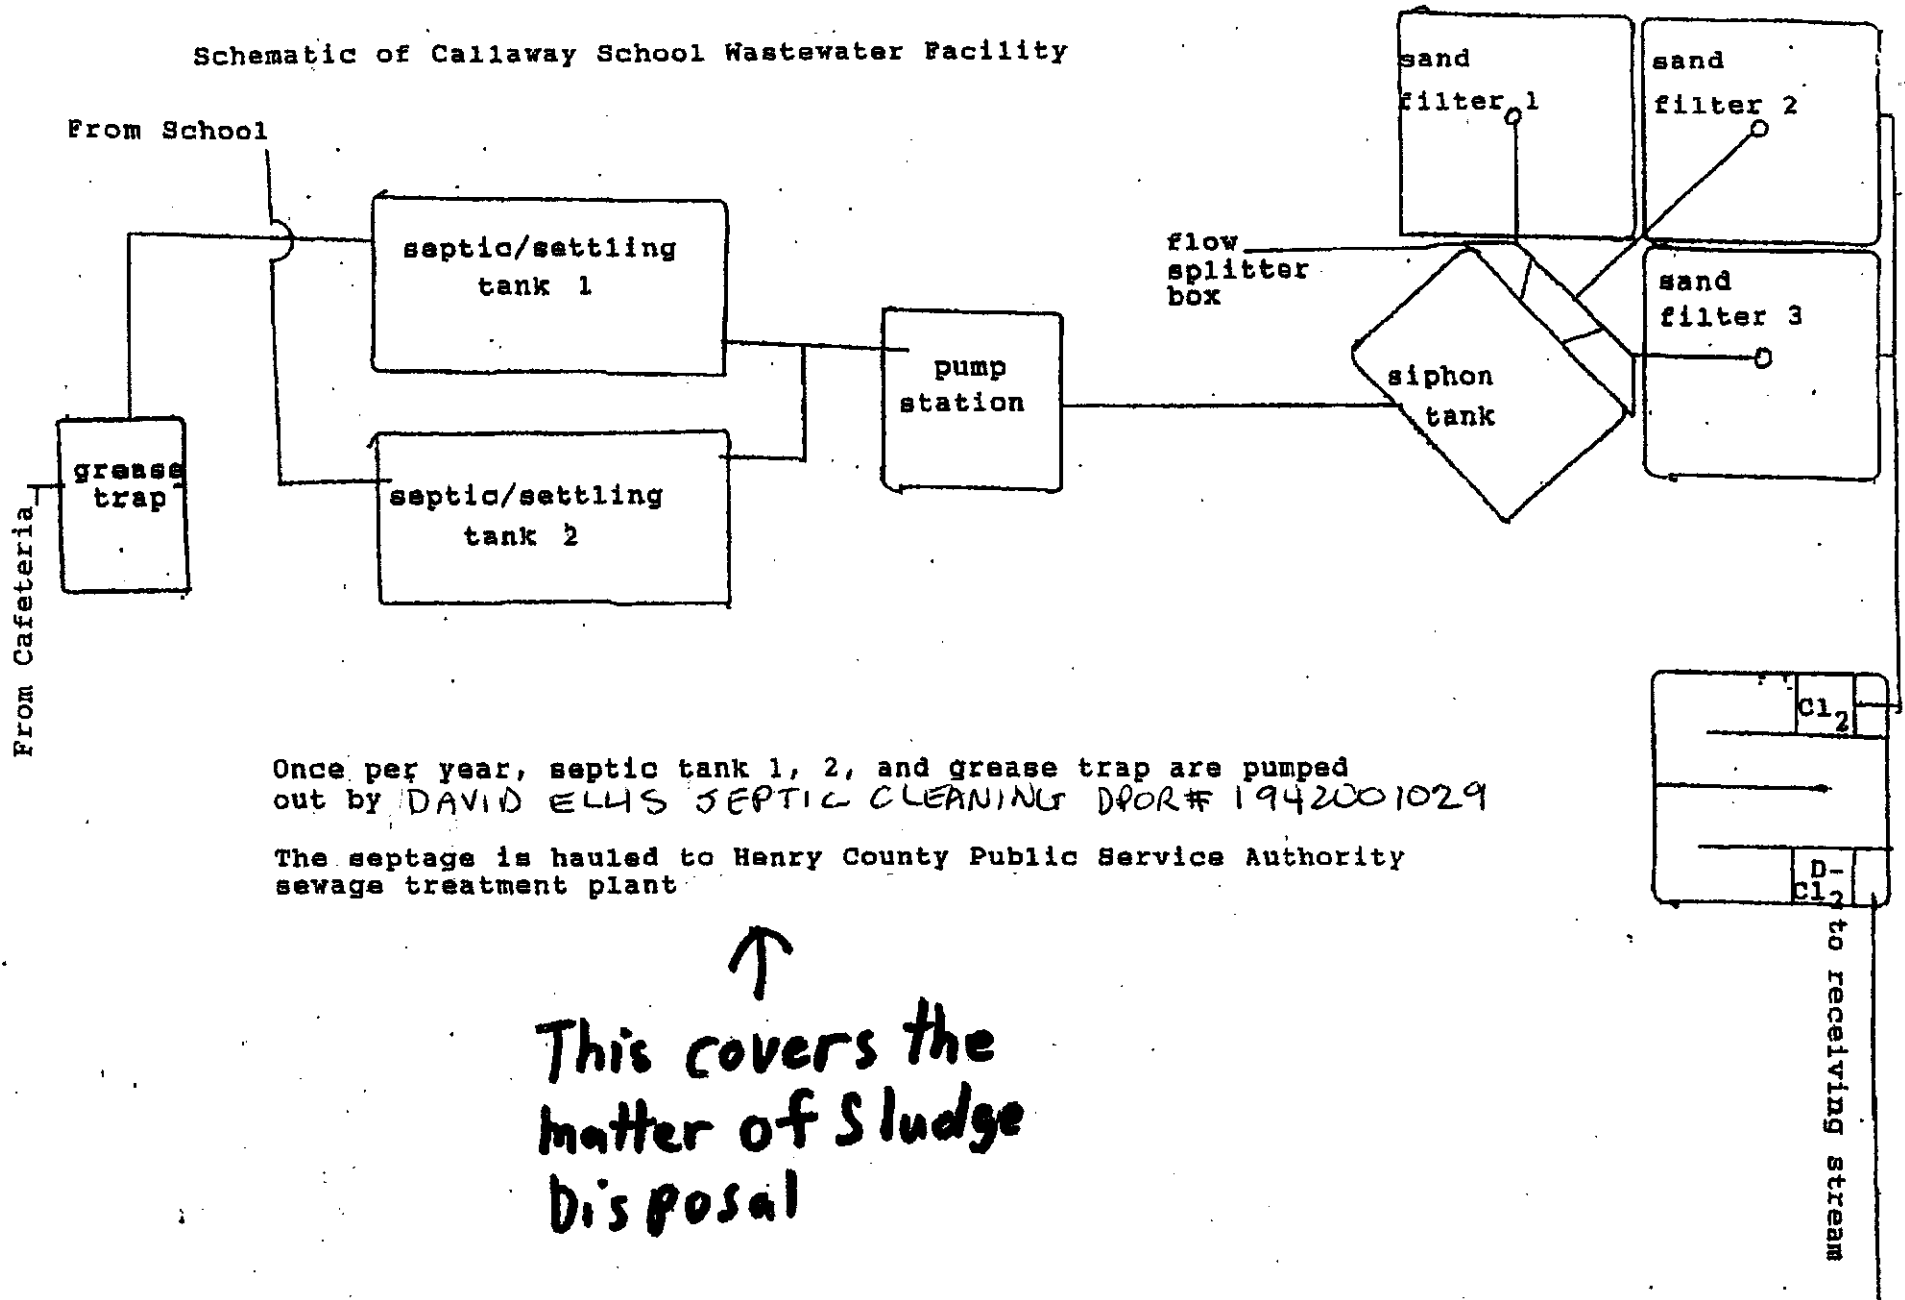 Schematic of Callaway School Wastewater Facility
From School
From Cafeteria
grease
trap
septic/settling
tank 1
septic/settling
tank 2
pump
station
flow
splitter
box
siphon
tank
sand
filter 1
sand
filter 2
sand
filter 3
Cl2
D-
Cl2
to receiving stream
Once per year, septic tank 1, 2, and grease trap are pumped
out by DAVID ELLIS SEPTIC CLEANING DPOR# 1942001029
The septage is hauled to Henry County Public Service Authority
sewage treatment plant
This covers the
matter of Sludge
Disposal